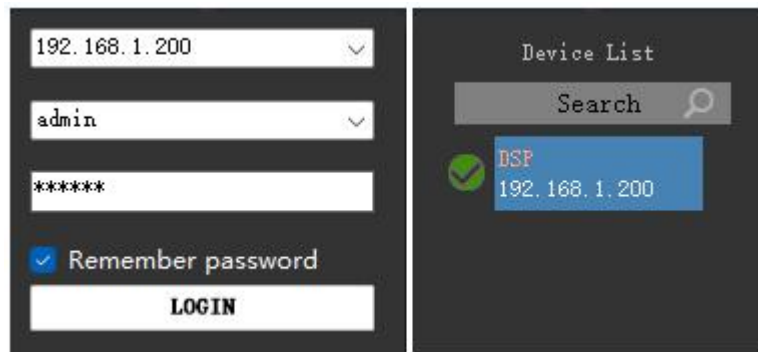 192.168.1.200
admin
******
Remember password
LOGIN
Device List
Search
DSP
192.168.1.200